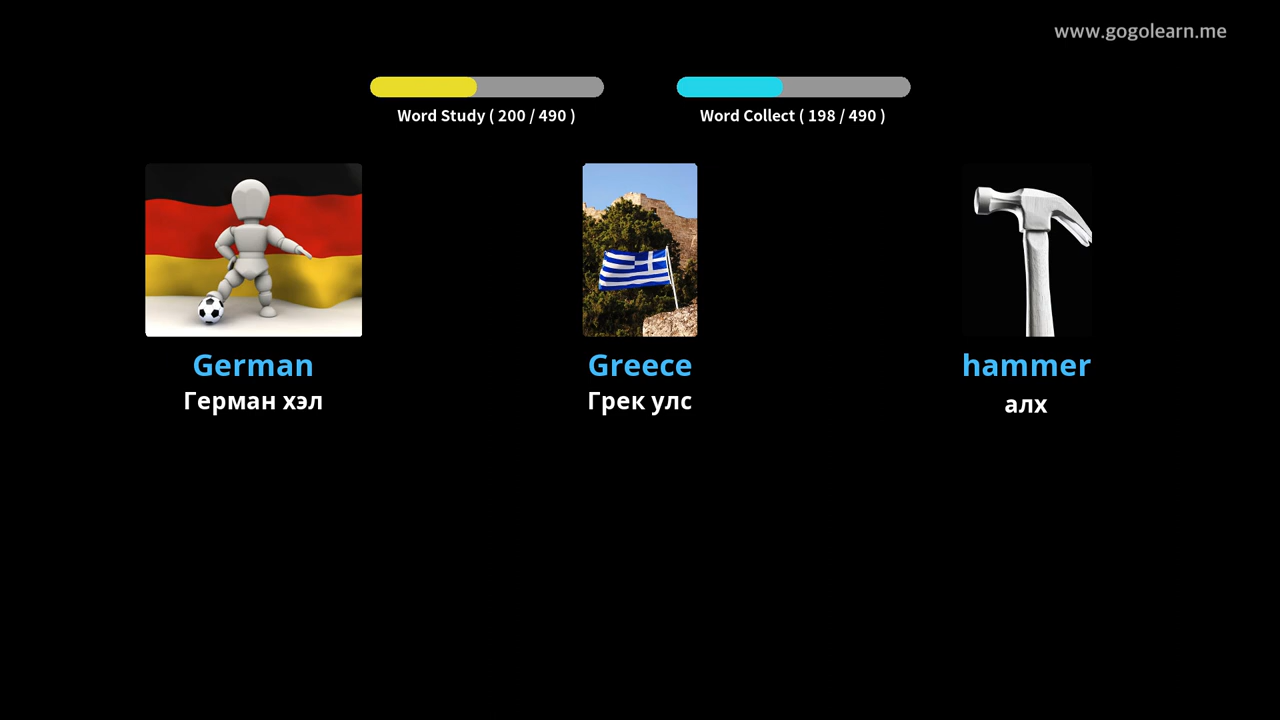 www.gogolearn.me
Word Study ( 200 / 490 )
Word Collect ( 198 / 490 )
German
Герман хэл
Greece
Грек улс
hammer
алх